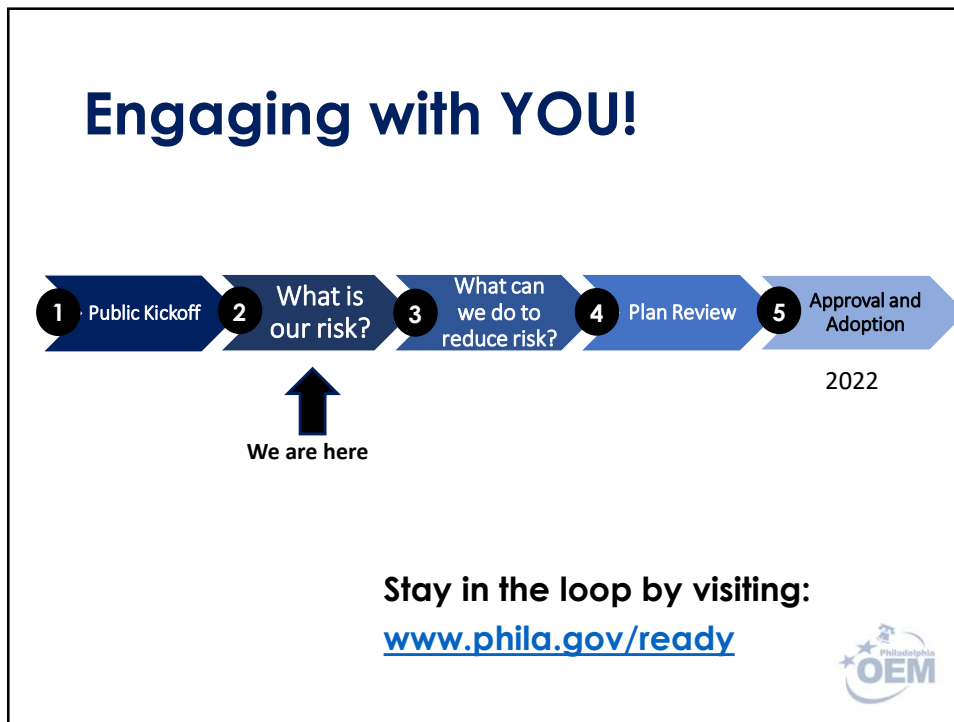 Engaging with YOU!
1
Public Kickoff
2
What is
our risk?
3
What can
we do to
reduce risk?
4
Plan Review
5
Approval and
Adoption
2022
We are here
Stay in the loop by visiting:
www.phila.gov/ready
Philadelphia
OEM